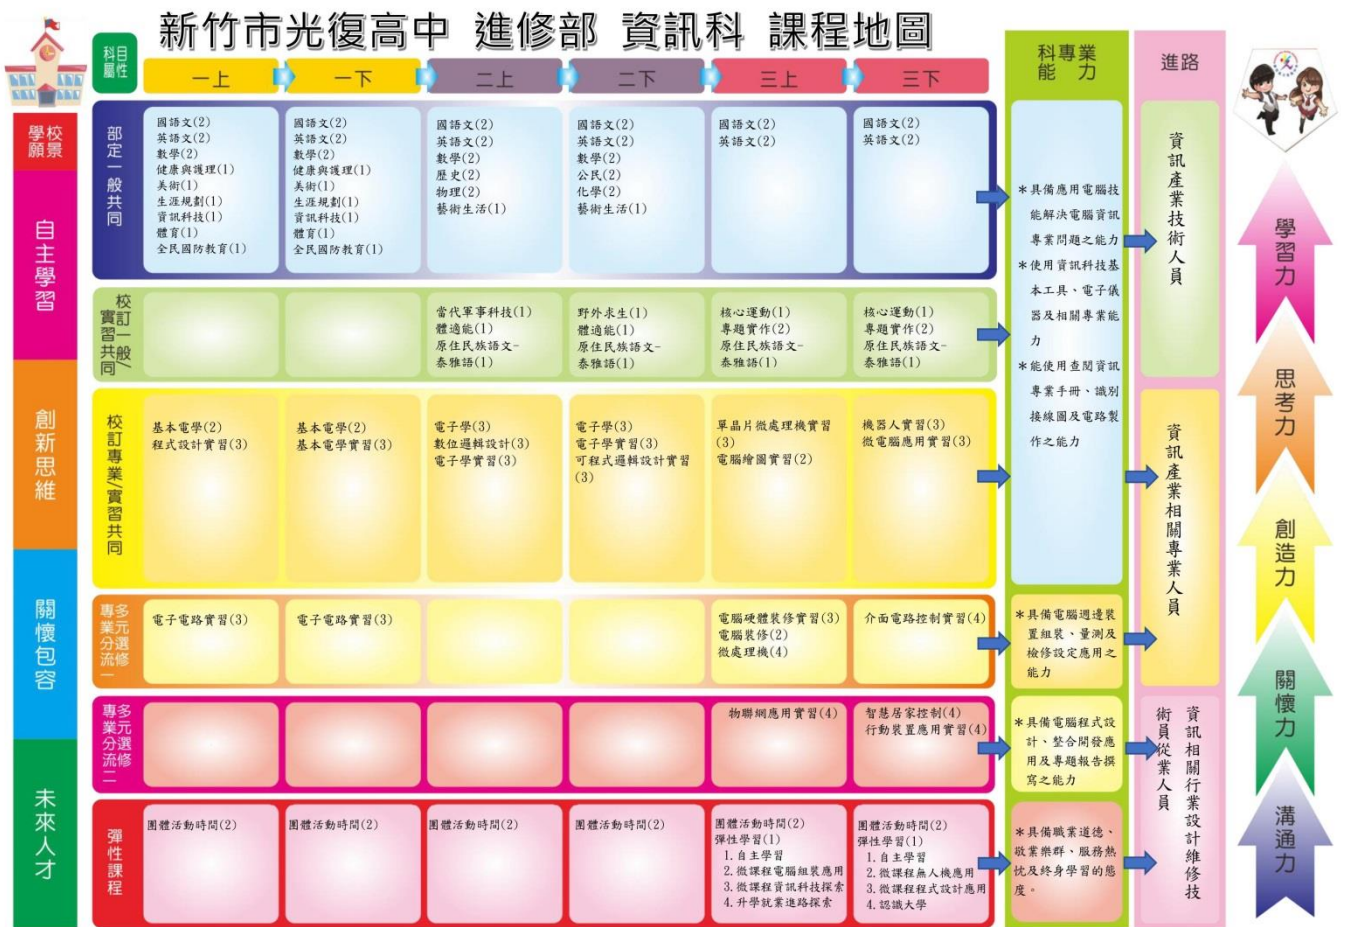 新竹市光復高中 進修部 資訊科 課程地圖
科目
屬性
一上
一下
二上
二下
三上
三下
科專業
能力
進路
學校
願景
自主學習
創新思維
關懷包容
未來人才
部定一般共同
國語文(2)
英語文(2)
數學(2)
健康與護理(1)
美術(1)
生涯規劃(1)
資訊科技(1)
體育(1)
全民國防教育(1)
國語文(2)
英語文(2)
數學(2)
健康與護理(1)
美術(1)
生涯規劃(1)
資訊科技(1)
體育(1)
全民國防教育(1)
國語文(2)
英語文(2)
數學(2)
歷史(2)
物理(2)
藝術生活(1)
國語文(2)
英語文(2)
數學(2)
公民(2)
化學(2)
藝術生活(1)
國語文(2)
英語文(2)
國語文(2)
英語文(2)
校訂一般/
實習共同
當代軍事科技(1)
體適能(1)
原住民族語文-
泰雅語(1)
野外求生(1)
體適能(1)
原住民族語文-
泰雅語(1)
核心運動(1)
專題實作(2)
原住民族語文-
泰雅語(1)
核心運動(1)
專題實作(2)
原住民族語文-
泰雅語(1)
校訂專業/實習共同
基本電學(2)
程式設計實習(3)
基本電學(2)
基本電學實習(3)
電子學(3)
數位邏輯設計(3)
電子學實習(3)
電子學(3)
電子學實習(3)
可程式邏輯設計實習
(3)
單晶片微處理機實習
(3)
電腦繪圖實習(2)
機器人實習(3)
微電腦應用實習(3)
多元選修
專業分流一
電子電路實習(3)
電子電路實習(3)
電腦硬體裝修實習(3)
電腦裝修(2)
微處理機(4)
介面電路控制實習(4)
多元選修
專業分流二
物聯網應用實習(4)
智慧居家控制(4)
行動裝置應用實習(4)
彈性課程
團體活動時間(2)
團體活動時間(2)
團體活動時間(2)
團體活動時間(2)
團體活動時間(2)
彈性學習(1)
1.自主學習
2.微課程電腦組裝應用
3.微課程資訊科技探索
4.升學就業進路探索
團體活動時間(2)
彈性學習(1)
1.自主學習
2.微課程無人機應用
3.微課程程式設計應用
4.認識大學
＊具備應用電腦技
能解決電腦資訊
專業問題之能力
＊使用資訊科技基
本工具、電子儀
器及相關專業能
力
＊能使用查閱資訊
專業手冊、識別
接線圖及電路製
作之能力
＊具備電腦週邊裝
置組裝、量測及
檢修設定應用之
能力
＊具備電腦程式設
計、整合開發應
用及專題報告撰
寫之能力
＊具備職業道德、
敬業樂群、服務熱
忱及終身學習的態
度。
資訊產業技術人員
資訊產業相關專業人員
資訊相關行業設計維修技
術員從業人員
學習力
思考力
創造力
關懷力
溝通力